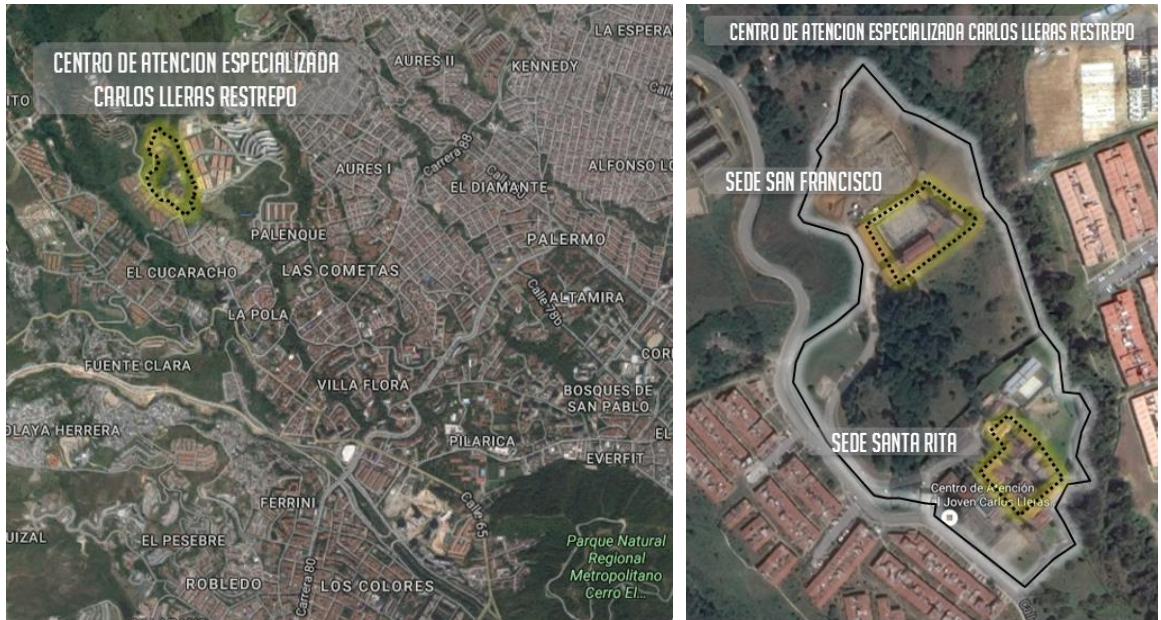 CENTRO DE ATENCION ESPECIALIZADA
CARLOS LLERAS RESTREPO
LA ESPERA
AURES II
KENNEDY
Calle
ITO
AURES I
Carrera 88
ALFONSO LO
EL DIAMANTE
PALENQUE
PALERMO
EL CUCARACHO
LAS COMETAS
ALTAMIRA
Calle 78b
LA POLA
FUENTE CLARA
COR
VILLA FLORA
BOSQUES DE
SAN PABLO
OLAYA HERRERA
PILARICA
EL
EVERFIT
FERRINI
Calle 65
UIZAL
EL PESEBRE
Parque Natural
Regional
Metropolitano
Cerro El...
ROBLEDO
Carrera 80
LOS COLORES
CENTRO DE ATENCION ESPECIALIZADA CARLOS LLERAS RESTREPO
SEDE SAN FRANCISCO
SEDE SANTA RITA
Centro de Atención
al Joven Carlos Lleras